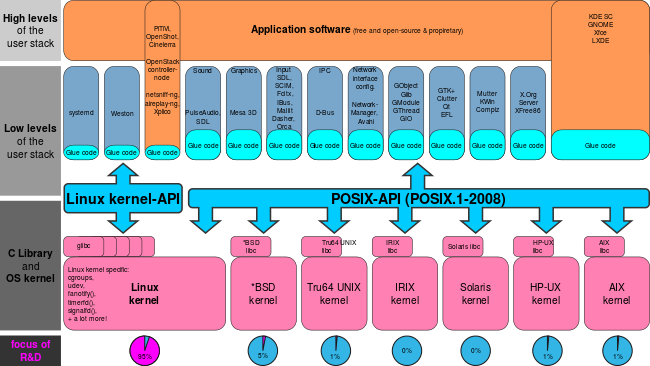 High levels
of the
user stack
PiTiVi,
OpenShot,
Cinelerra
OpenStack
controller-
node
netsniff-ng,
aireplay-ng,
Xplico
Application software (free and open-source & propiretary)
KDE SC
GNOME
Xfce
LXDE
Low levels
of the
user stack
systemd
Weston
Sound
PulseAudio,
SDL
Graphics
Mesa 3D
Input
SDL,
SCIM,
Fcitx,
IBus,
Maliit
Dasher,
Orca
IPC
D-Bus
Network
interface
config.
Network-
Manager,
Avahi
GObject
Glib
GModule
GThread
GIO
GTK+
Clutter
Qt
EFL
Mutter
KWin
Compiz
X.Org
Server
XFree86
Glue code
Glue code
Glue code
Glue code
Glue code
Glue code
Glue code
Glue code
Glue code
Glue code
Glue code
Glue code
Glue code
Linux kernel-API
POSIX-API (POSIX.1-2008)
C Library
and
OS kernel
glibc
*BSD
libc
Tru64 UNIX
libc
IRIX
libc
Solaris libc
HP-UX
libc
AIX
libc
Linux kernel specific:
cgroups,
udev,
fanotify(),
timerfd(),
signalfd(),
+ a lot more!
Linux
kernel
*BSD
kernel
Tru64 UNIX
kernel
IRIX
kernel
Solaris
kernel
HP-UX
kernel
AIX
kernel
focus of
R&D
95%
5%
1%
0%
0%
1%
1%